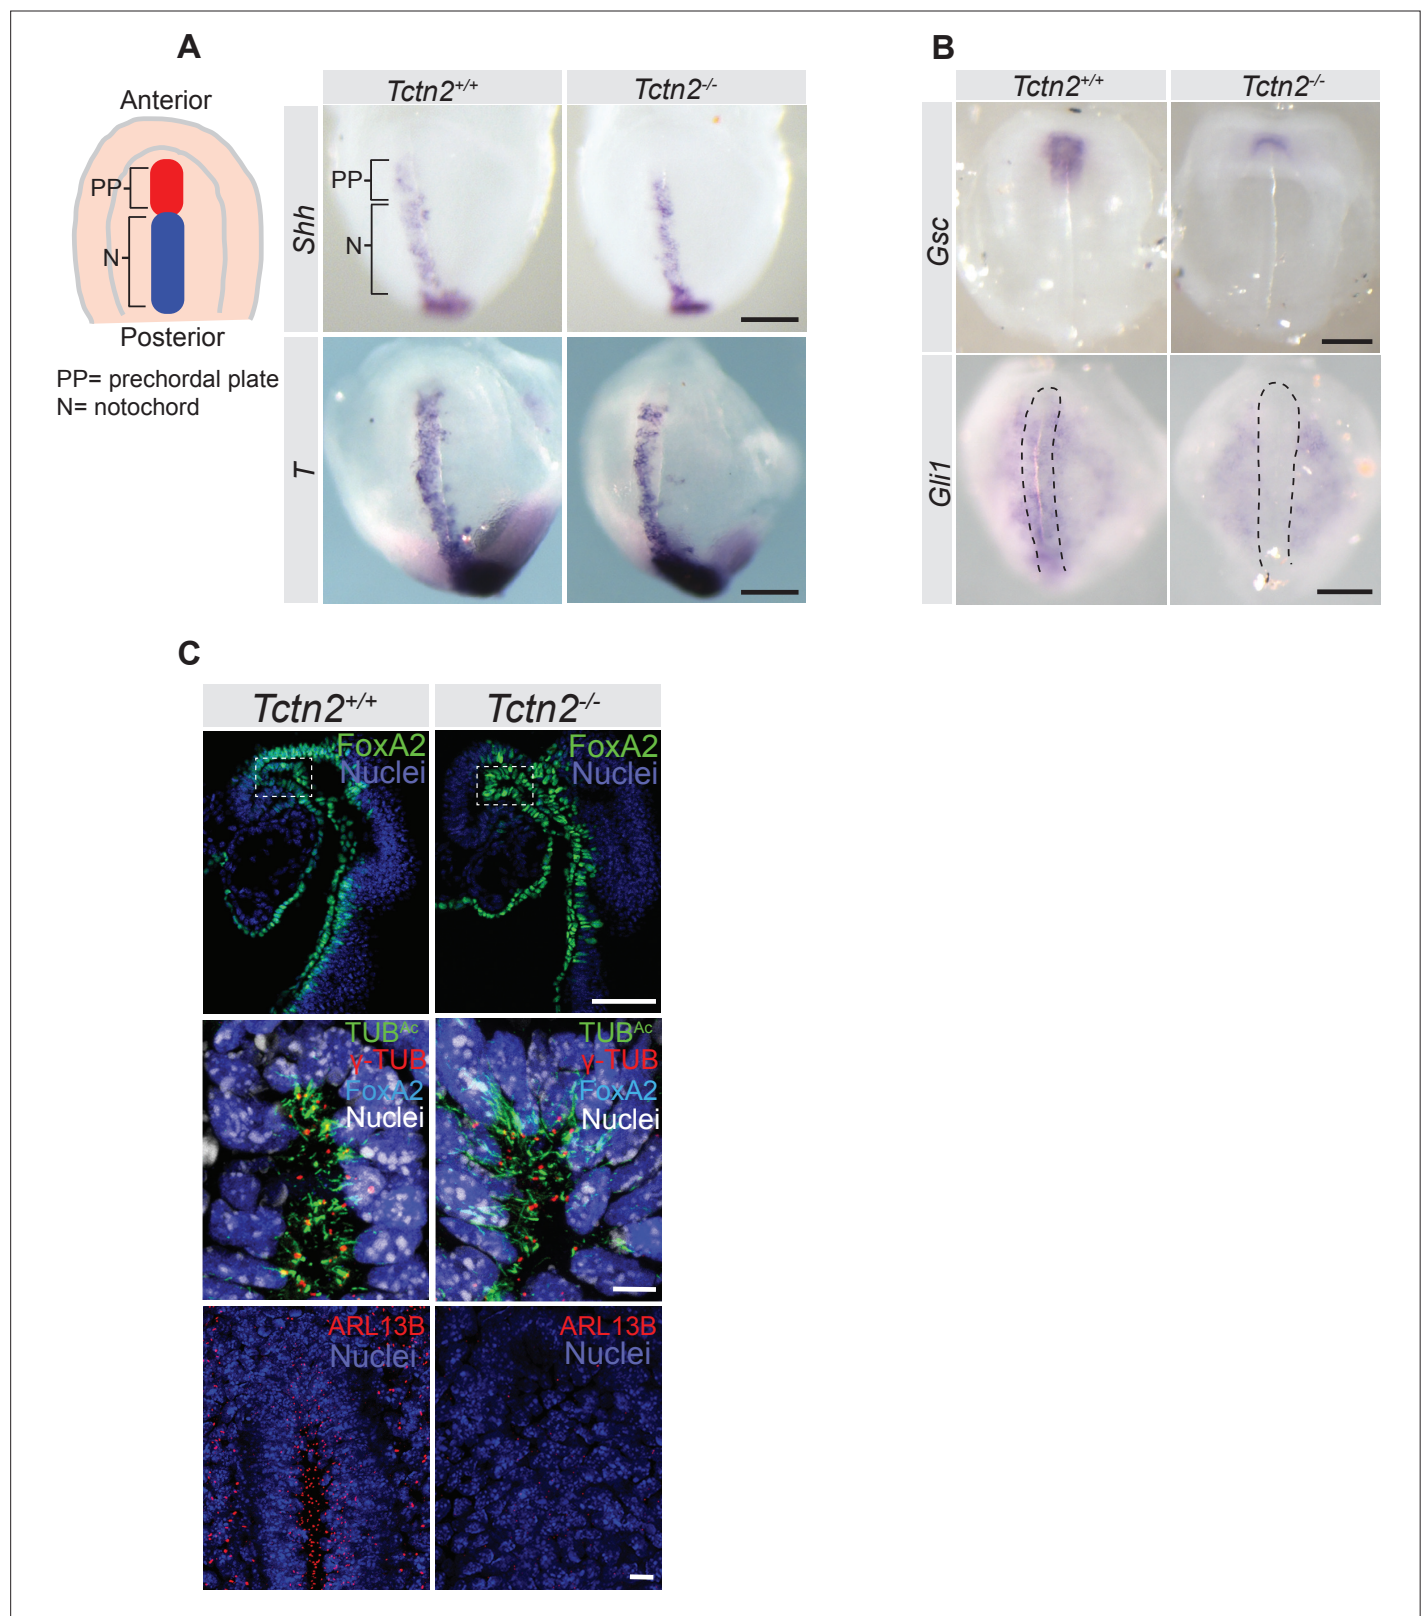 A
Tctn2+/+
Tctn2-/-
Anterior
PP
N
Posterior
PP= prechordal plate
N= notochord
Shh
PP
N
T
B
Tctn2+/+
Tctn2-/-
Gsc
Gli1
C
Tctn2+/+
Tctn2-/-
FoxA2
Nuclei
FoxA2
Nuclei
TUBAc
γ-TUB
FoxA2
Nuclei
TUBAc
γ-TUB
FoxA2
Nuclei
ARL13B
Nuclei
ARL13B
Nuclei